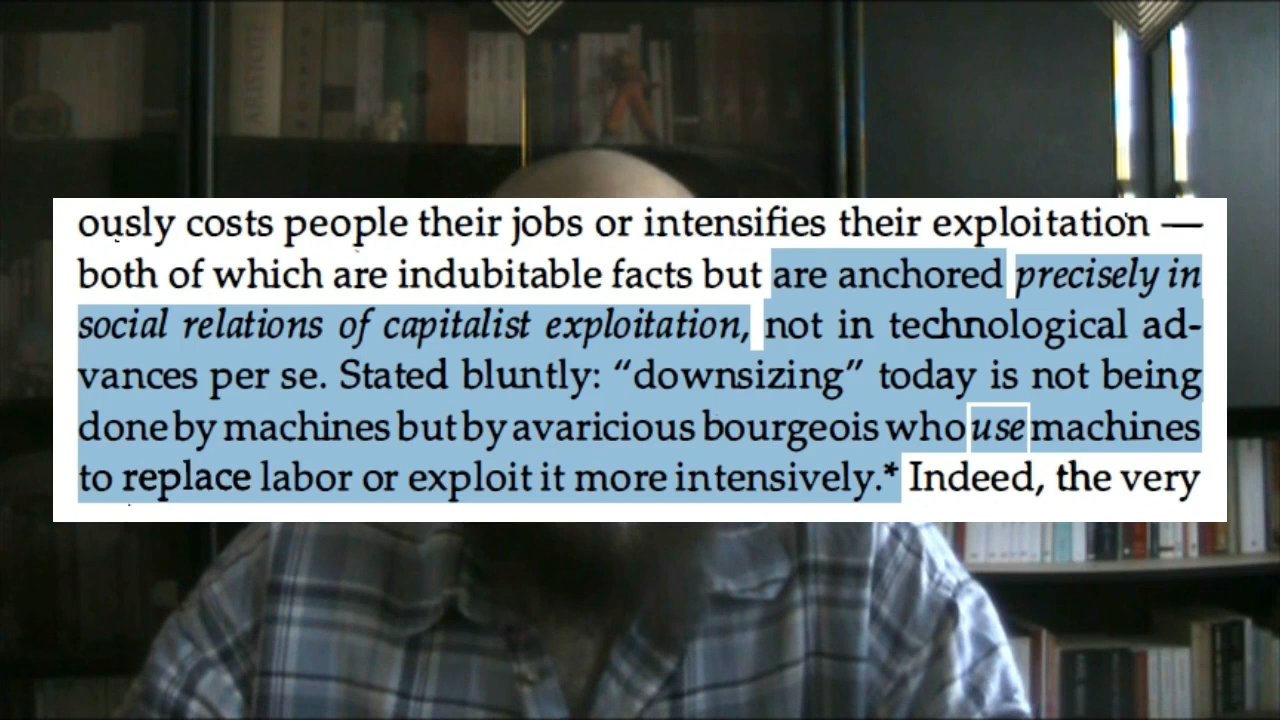 ARISTOTE
ously costs people their jobs or intensifies their exploitation —
both of which are indubitable facts but are anchored precisely in
social relations of capitalist exploitation, not in technological ad-
vances per se. Stated bluntly: “downsizing” today is not being
done by machines but by avaricious bourgeois who use machines
to replace labor or exploit it more intensively.* Indeed, the very